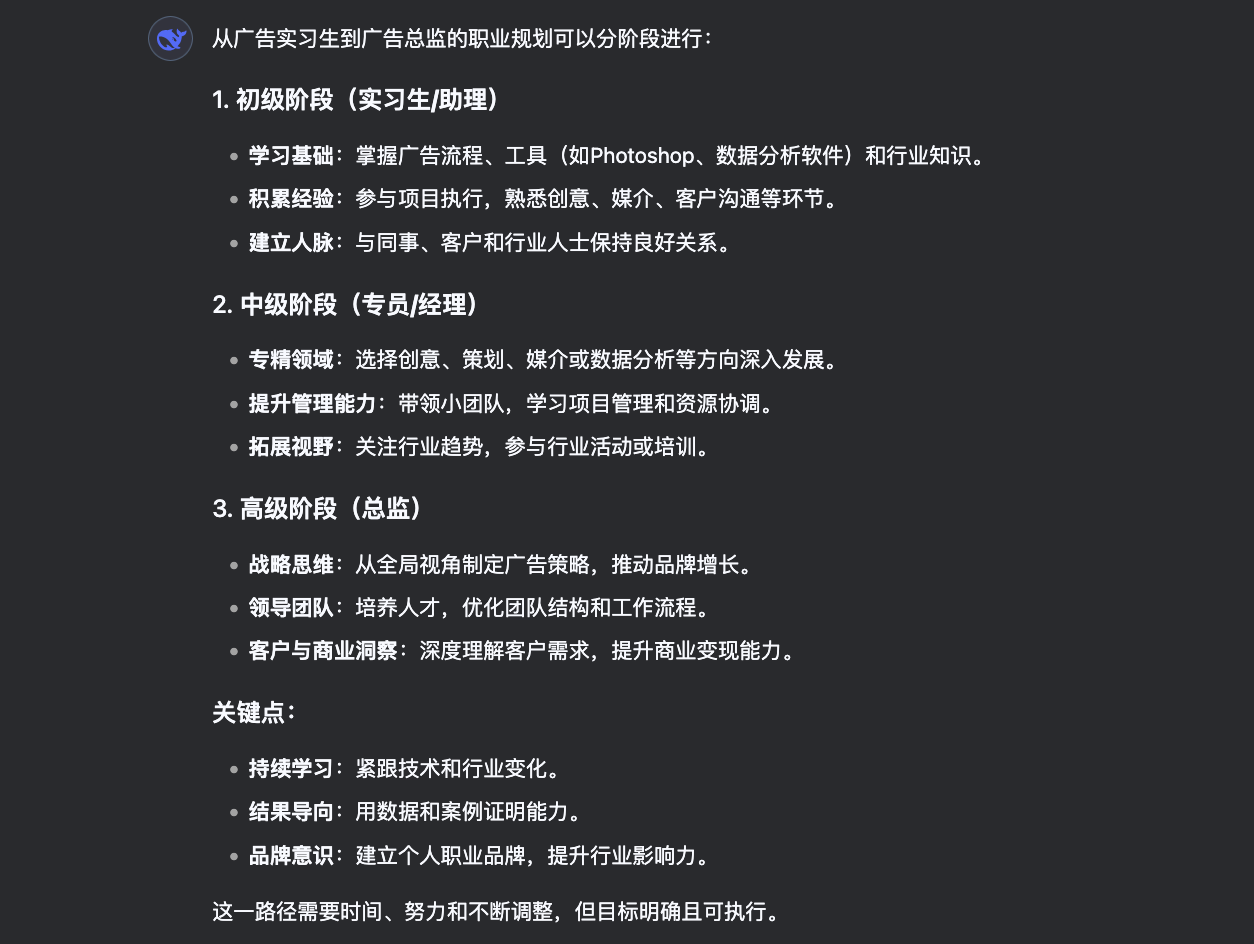 从广告实习生到广告总监的职业规划可以分阶段进行：
1. 初级阶段（实习生/助理）
学习基础：掌握广告流程、工具（如Photoshop、数据分析软件）和行业知识。
积累经验：参与项目执行，熟悉创意、媒介、客户沟通等环节。
建立人脉：与同事、客户和行业人士保持良好关系。
2. 中级阶段（专员/经理）
专精领域：选择创意、策划、媒介或数据分析等方向深入发展。
提升管理能力：带领小团队，学习项目管理和资源协调。
拓展视野：关注行业趋势，参与行业活动或培训。
3. 高级阶段（总监）
战略思维：从全局视角制定广告策略，推动品牌增长。
领导团队：培养人才，优化团队结构和工作流程。
客户与商业洞察：深度理解客户需求，提升商业变现能力。
关键点：
持续学习：紧跟技术和行业变化。
结果导向：用数据和案例证明能力。
品牌意识：建立个人职业品牌，提升行业影响力。
这一路径需要时间、努力和不断调整，但目标明确且可执行。